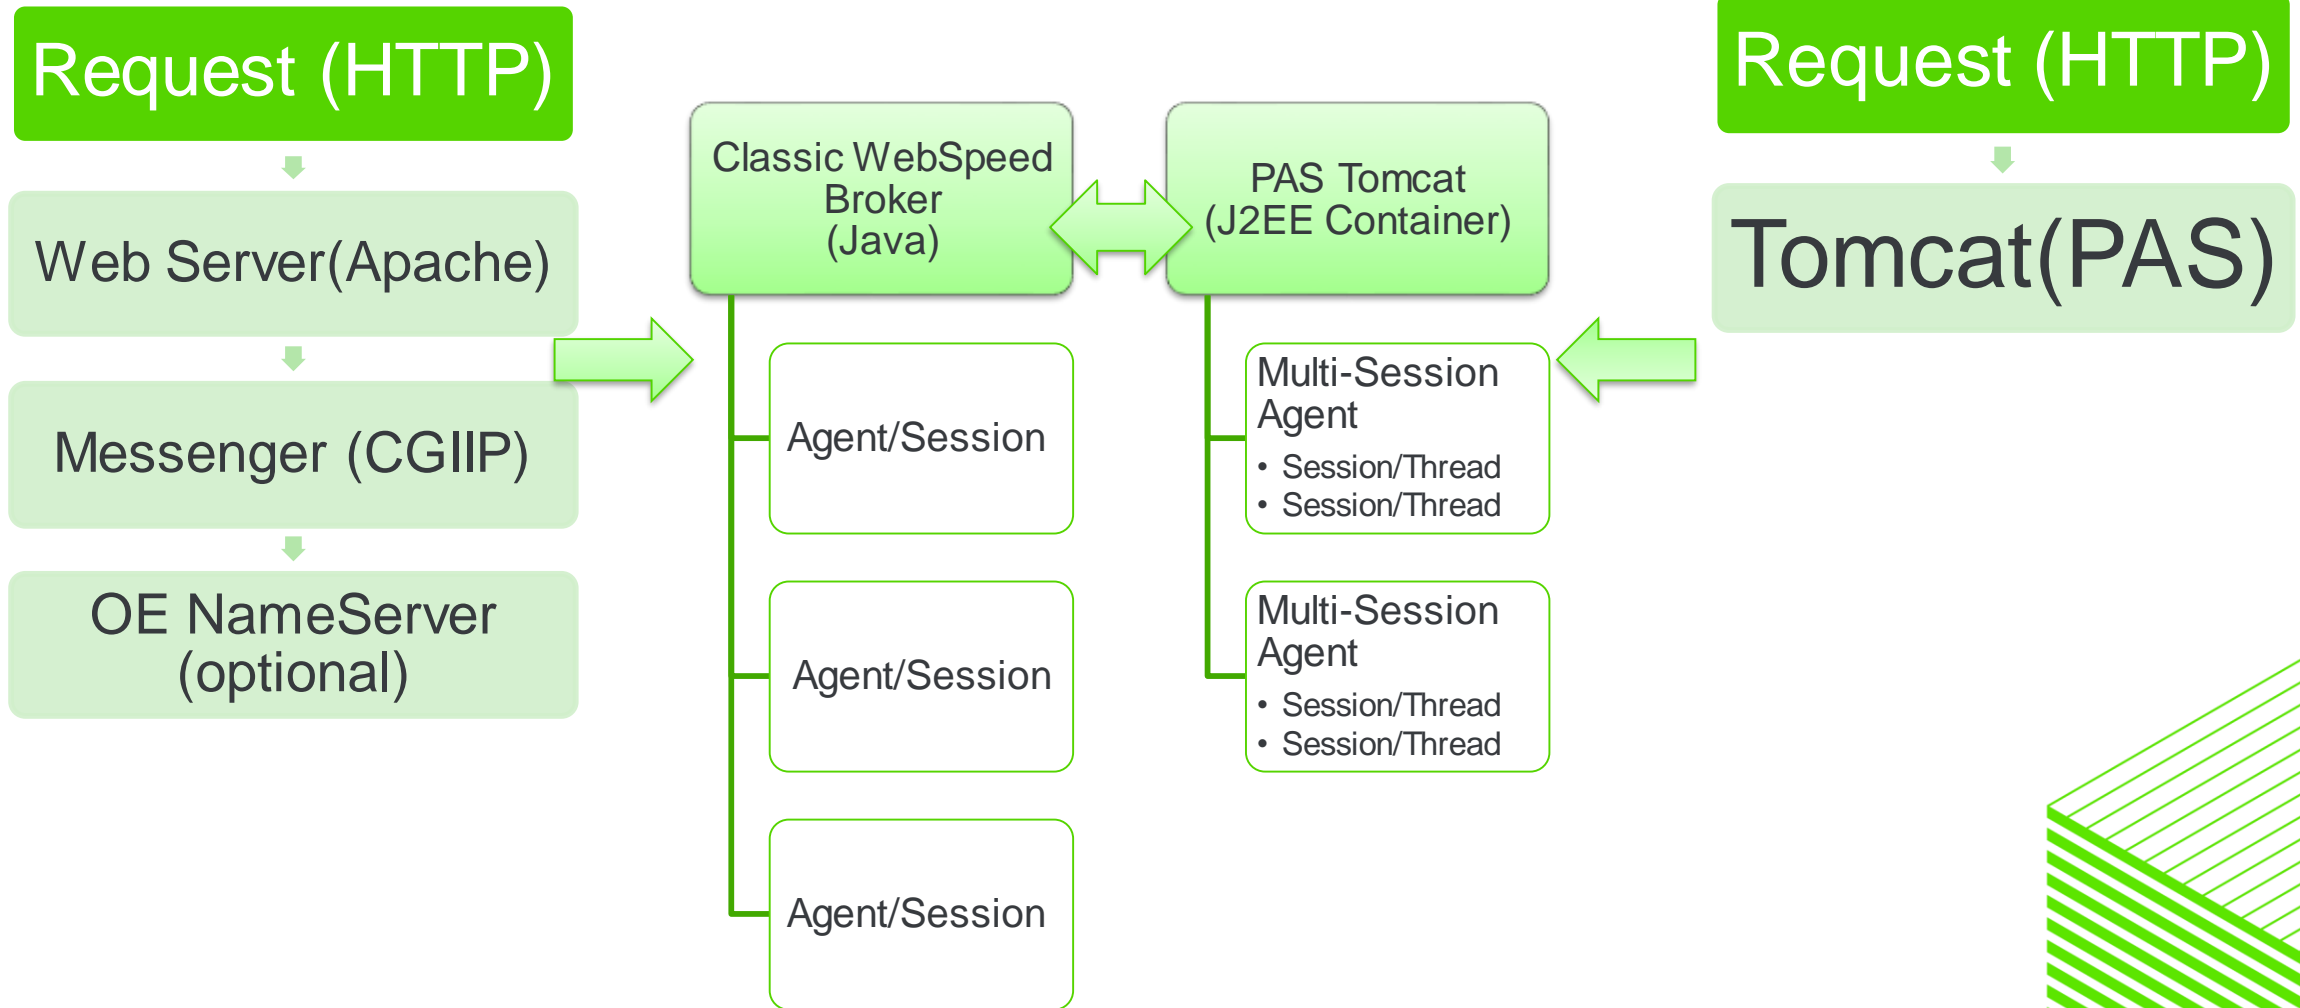 Request (HTTP)
Web Server(Apache)
Messenger (CGIIP)
OE NameServer
(optional)
Classic WebSpeed
Broker
(Java)
Agent/Session
Agent/Session
Agent/Session
PAS Tomcat
(J2EE Container)
Multi-Session
Agent
• Session/Thread
• Session/Thread
Multi-Session
Agent
• Session/Thread
• Session/Thread
Request (HTTP)
Tomcat(PAS)